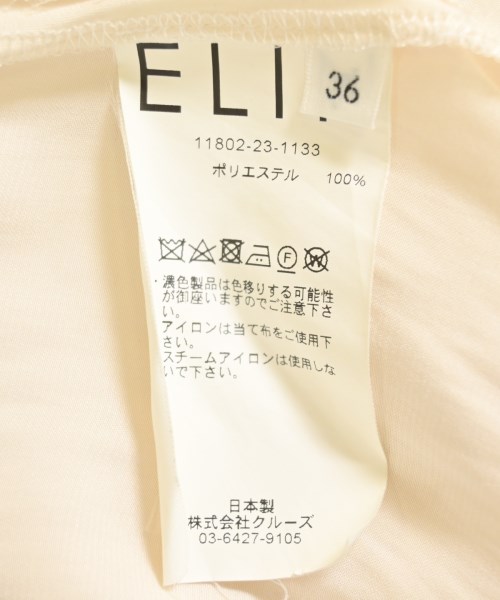 ELI
36
11802-23-1133
ポリエステル 100%
・濃色製品は色移りする可能性
が御座いますのでご注意下さ
い。
アイロンは当て布をご使用下
さい。
スチームアイロンは使用しな
いで下さい。
日本製
株式会社クルーズ
03-6427-9105